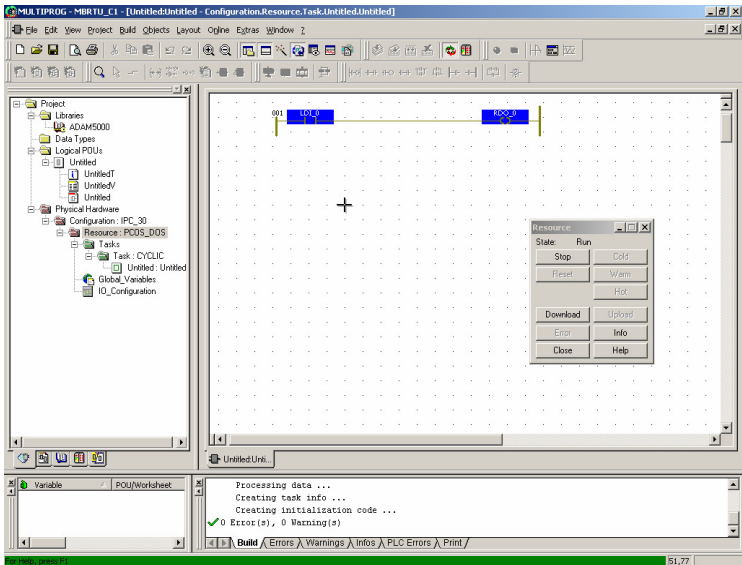 MULTIPROG - MBRTU_C1 - [Untitled:Untitled - Configuration.Resource.Task.Untitled.Untitled]
File Edit View Project Build Objects Layout Online Extras Window ?
Project
Libraries
ADAM5000
Data Types
Logical POUs
Untitled
UntitledT
UntitledV
Untitled
Physical Hardware
Configuration : IPC_30
Resource : PCOS_DOS
Tasks
Task : CYCLIC
Untitled : Untitled
Global_Variables
IO_Configuration
001 LDI_0 RDO_0
Resource
State: Run
Stop Cold
Reset Warm
Hot
Download Upload
Error Info
Close Help
Untitled:Unti...
Variable POU/Worksheet
Processing data ...
Creating task info ...
Creating initialization code ...
0 Error(s), 0 Warning(s)
Build Errors Warnings Infos PLC Errors Print
For Help, press F1
51,77